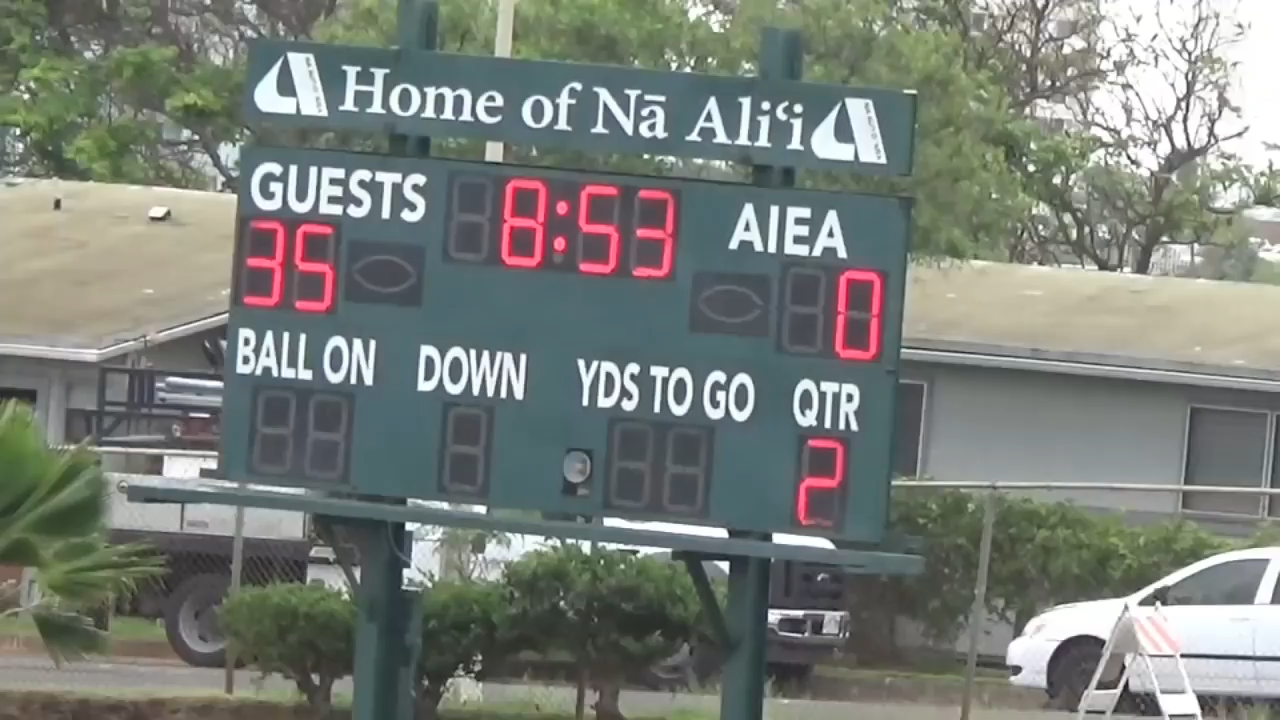 Home of Nā Aliʻi
GUESTS 8:53 AIEA
35 0
BALL ON DOWN YDS TO GO QTR
2